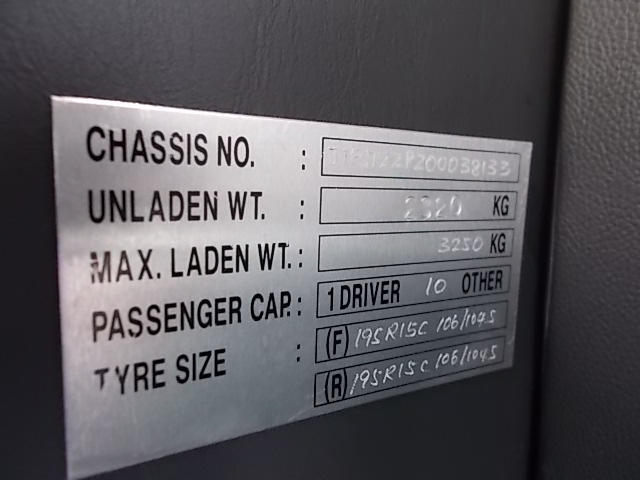 CHASSIS NO. :
UNLADEN WT. : 2320 KG
MAX. LADEN WT. : 3250 KG
PASSENGER CAP. : 1 DRIVER 10 OTHER
TYRE SIZE : (F) 195R15C 106/104S
(R) 195R15C 106/104S